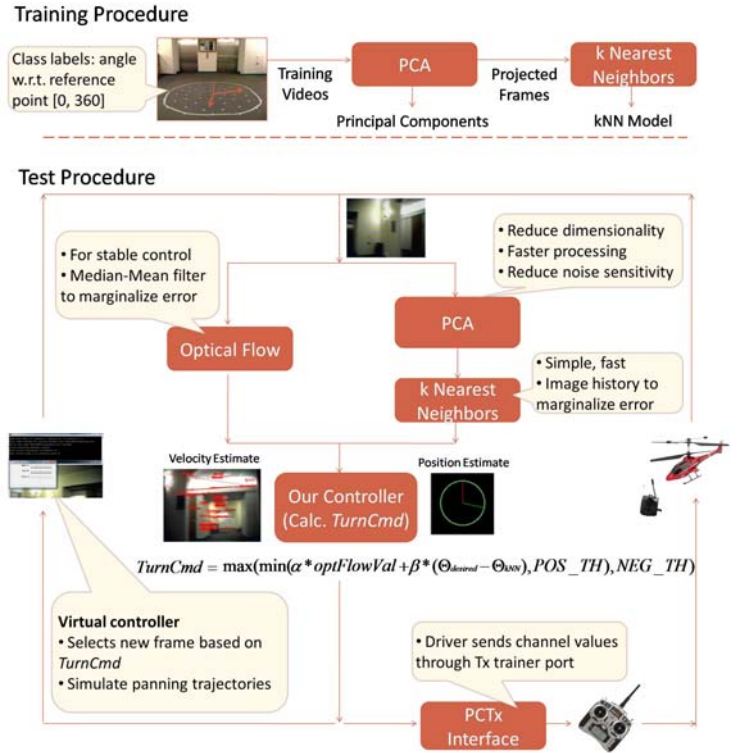 Training Procedure
Class labels: angle
w.r.t. reference
point [0, 360]
Training
Videos
PCA
Principal Components
Projected
Frames
k Nearest
Neighbors
kNN Model
Test Procedure
• For stable control
• Median-Mean filter
to marginalize error
Optical Flow
• Reduce dimensionality
• Faster processing
• Reduce noise sensitivity
PCA
k Nearest
Neighbors
• Simple, fast
• Image history to
marginalize error
Velocity Estimate
Our Controller
(Calc. TurnCmd)
Position Estimate
TurnCmd = max(min(α*optFlowVal+β*(Θdesired−ΘkNN),POS_TH),NEG_TH)
Virtual controller
• Selects new frame based on
TurnCmd
• Simulate panning trajectories
• Driver sends channel values
through Tx trainer port
PCTx
Interface